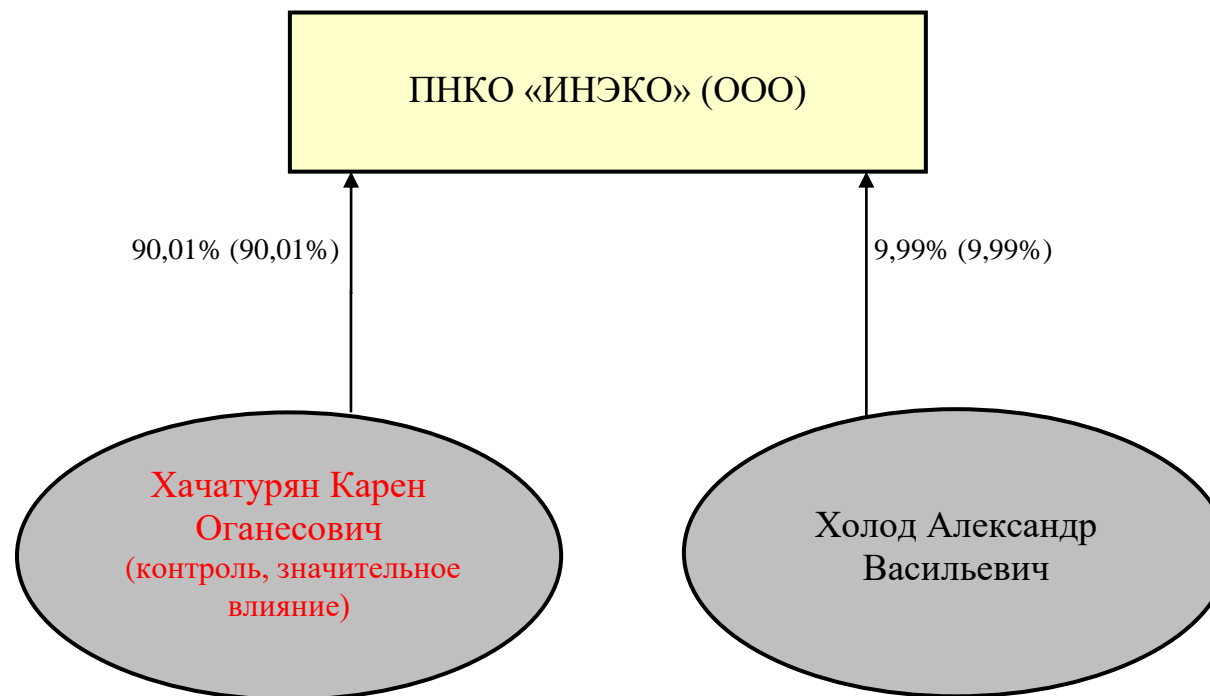 ПНКО «ИНЭКО» (ООО)
90,01% (90,01%)
9,99% (9,99%)
Хачатурян Карен
Оганесович
(контроль, значительное
влияние)
Холод Александр
Васильевич